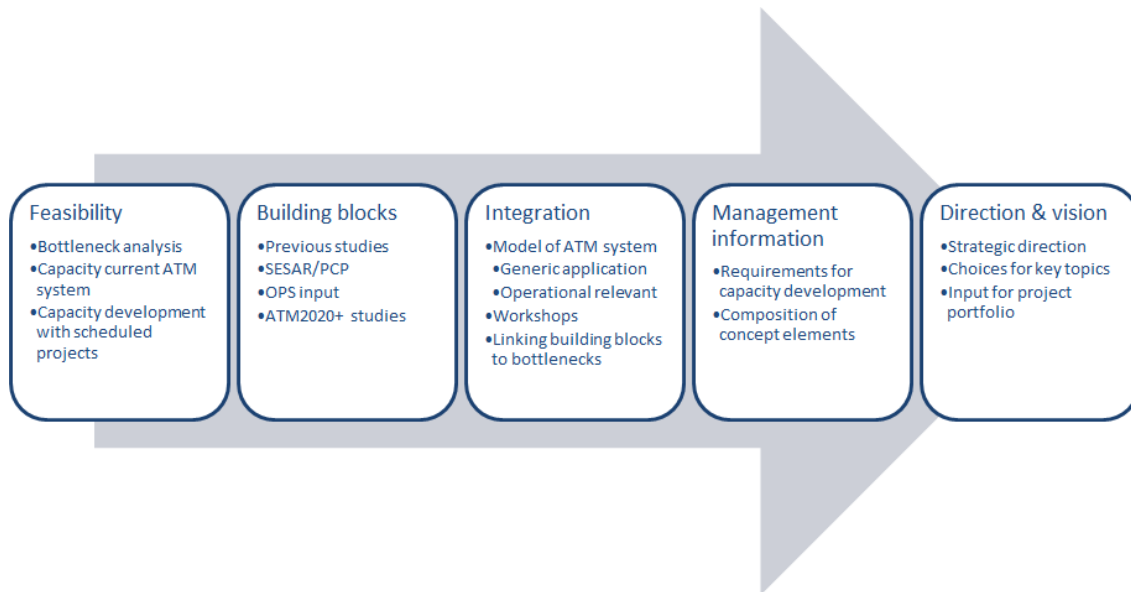 Feasibility
•Bottleneck analysis
•Capacity current ATM
system
•Capacity development
with scheduled
projects
Building blocks
•Previous studies
•SESAR/PCP
•OPS input
•ATM2020+ studies
Integration
•Model of ATM system
•Generic application
•Operational relevant
•Workshops
•Linking building blocks
to bottlenecks
Management
information
•Requirements for
capacity development
•Composition of
concept elements
Direction & vision
•Strategic direction
•Choices for key topics
•Input for project
portfolio